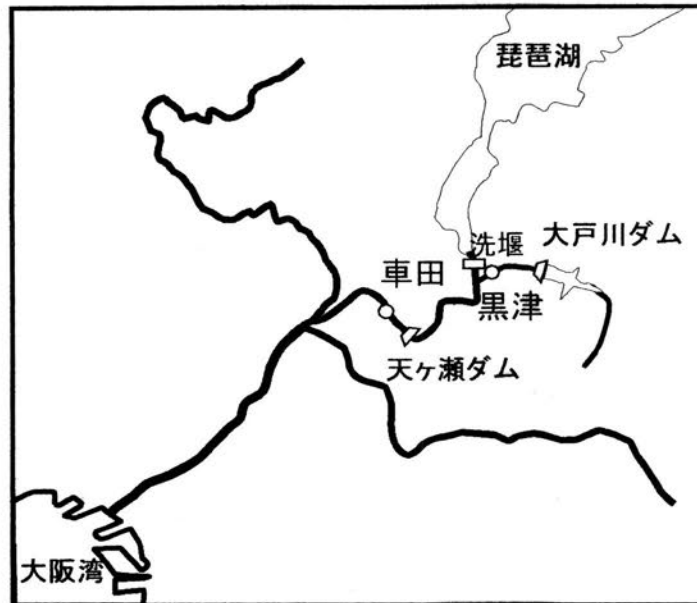 琵琶湖
洗堰
大戸川ダム
車田
黒津
天ヶ瀬ダム
大阪湾